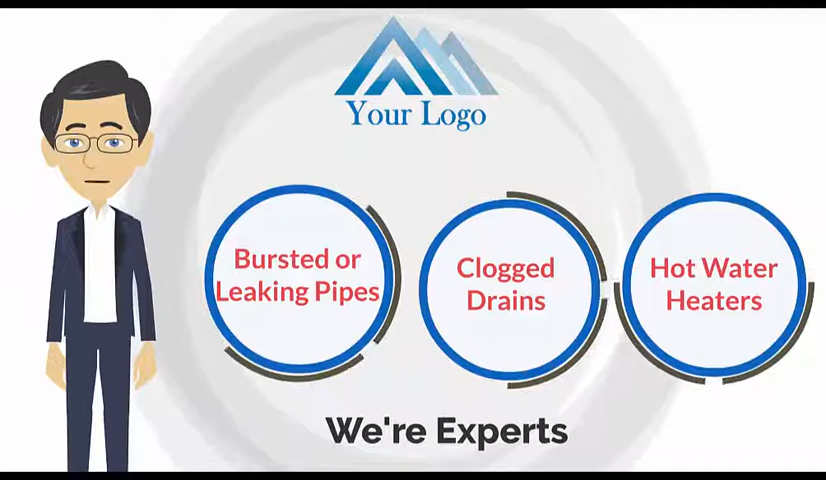 Your Logo
Bursted or
Leaking Pipes
Clogged
Drains
Hot Water
Heaters
We're Experts